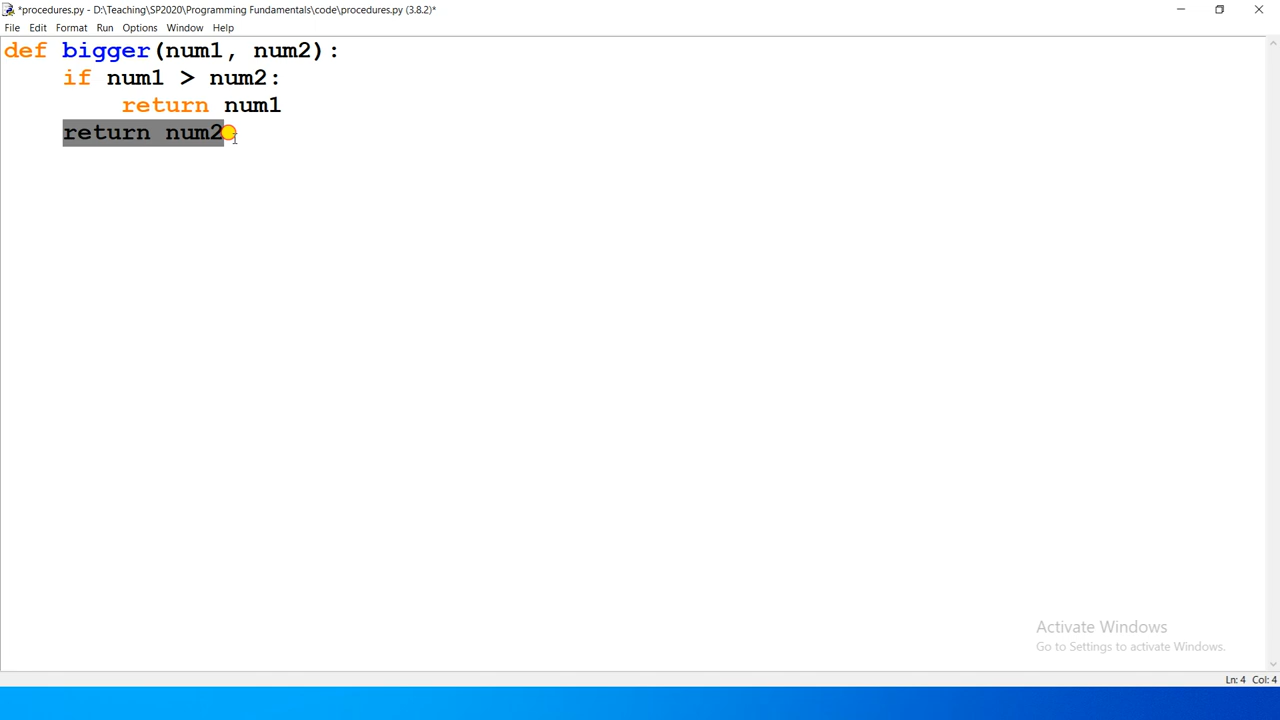 *procedures.py - D:\Teaching\SP2020\Programming Fundamentals\code\procedures.py (3.8.2)*
File Edit Format Run Options Window Help
def bigger(num1, num2):
    if num1 > num2:
        return num1
    return num2
Activate Windows
Go to Settings to activate Windows.
Ln: 4 Col: 4